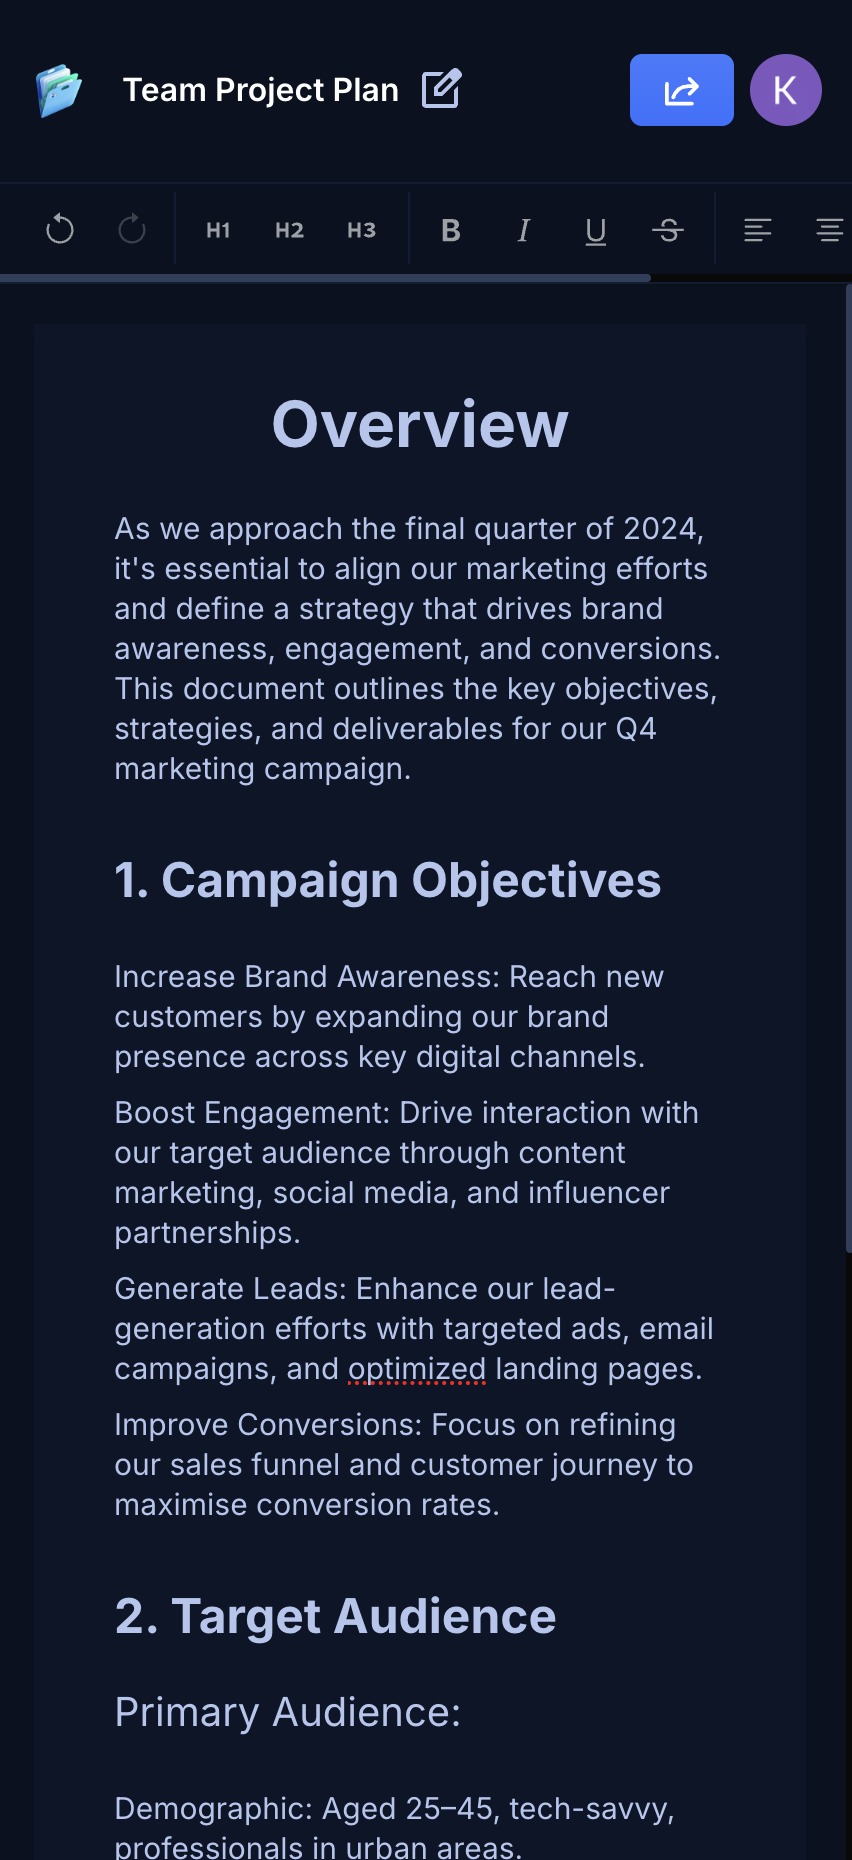 Team Project Plan
K
H1 H2 H3 B I U S
Overview
As we approach the final quarter of 2024,
it's essential to align our marketing efforts
and define a strategy that drives brand
awareness, engagement, and conversions.
This document outlines the key objectives,
strategies, and deliverables for our Q4
marketing campaign.
1. Campaign Objectives
Increase Brand Awareness: Reach new
customers by expanding our brand
presence across key digital channels.
Boost Engagement: Drive interaction with
our target audience through content
marketing, social media, and influencer
partnerships.
Generate Leads: Enhance our lead-
generation efforts with targeted ads, email
campaigns, and optimized landing pages.
Improve Conversions: Focus on refining
our sales funnel and customer journey to
maximise conversion rates.
2. Target Audience
Primary Audience:
Demographic: Aged 25–45, tech-savvy,
professionals in urban areas.